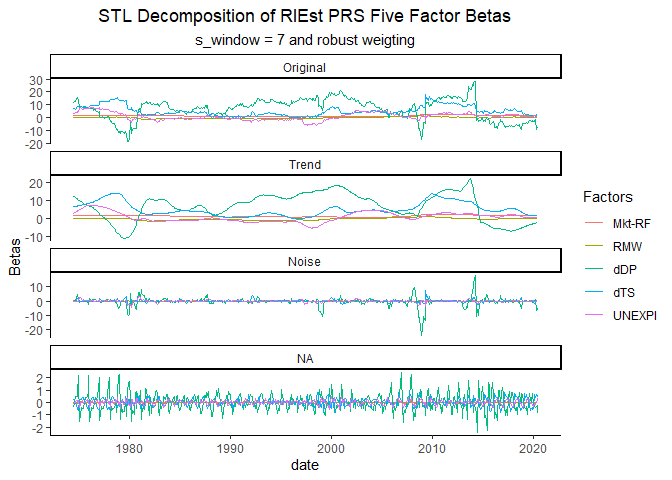 STL Decomposition of RIEst PRS Five Factor Betas
s_window = 7 and robust weigting
Original
30
20
10
0
-10
-20
Trend
20
10
0
-10
Noise
10
0
-10
-20
NA
2
1
0
-1
-2
Betas
1980
1990
2000
2010
2020
date
Factors
Mkt-RF
RMW
dDP
dTS
UNEXPI